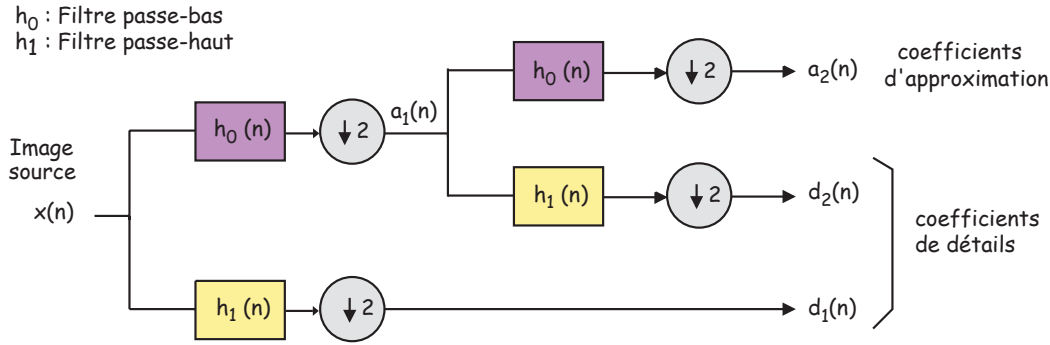 h₀ : Filtre passe-bas
h₁ : Filtre passe-haut
h₀ (n)
↓ 2
a₂(n)
coefficients
d'approximation
h₀ (n)
↓ 2
a₁(n)
Image
source
x(n)
h₁ (n)
↓ 2
d₂(n)
coefficients
de détails
h₁ (n)
↓ 2
d₁(n)